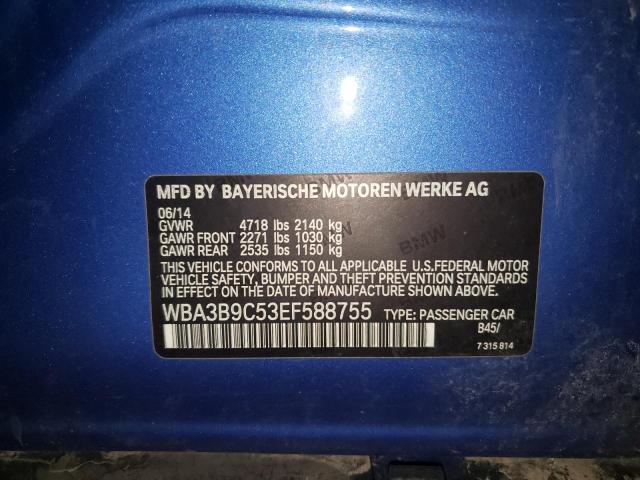 MFD BY BAYERISCHE MOTOREN WERKE AG
06/14
GVWR 4718 lbs 2140 kg
GAWR FRONT 2271 lbs 1030 kg
GAWR REAR 2535 lbs 1150 kg
THIS VEHICLE CONFORMS TO ALL APPLICABLE U.S.FEDERAL MOTOR
VEHICLE SAFETY, BUMPER AND THEFT PREVENTION STANDARDS
IN EFFECT ON THE DATE OF MANUFACTURE SHOWN ABOVE.
WBA3B9C53EF588755 TYPE: PASSENGER CAR
B45/
7 315 814
BMW